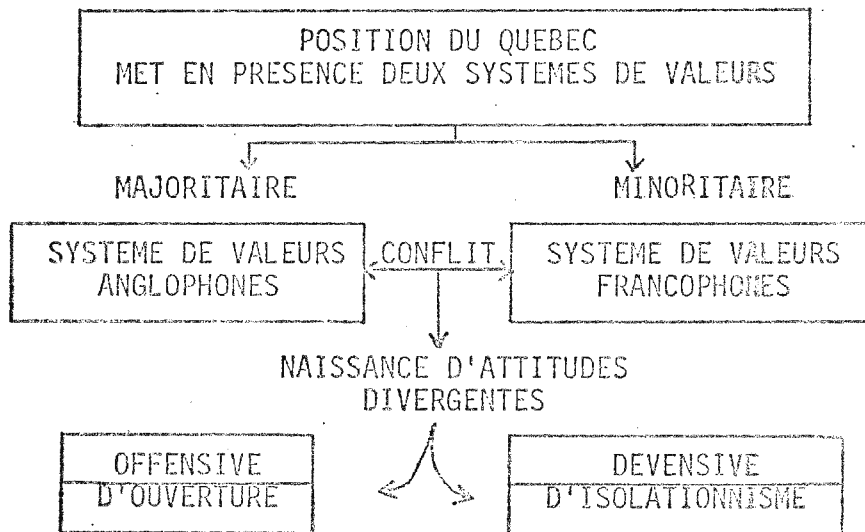 POSITION DU QUEBEC
MET EN PRESENCE DEUX SYSTEMES DE VALEURS
MAJORITAIRE
MINORITAIRE
SYSTEME DE VALEURS
ANGLOPHONES
CONFLIT
SYSTEME DE VALEURS
FRANCOPHONES
NAISSANCE D'ATTITUDES
DIVERGENTES
OFFENSIVE
D'OUVERTURE
DEVENSIVE
D'ISOLATIONNISME